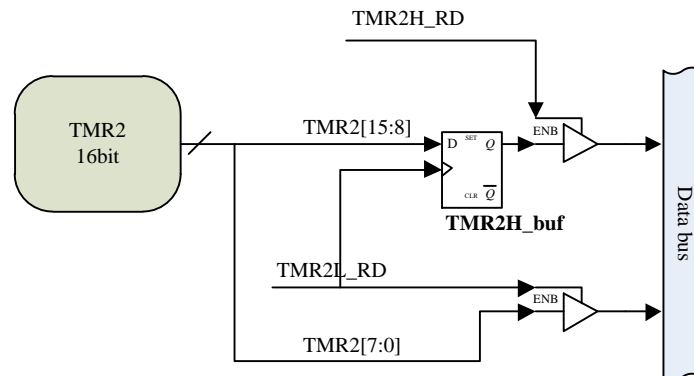 TMR2H_RD
TMR2
16bit
TMR2[15:8]
D
SET
Q
ENB
CLR
Q
TMR2H_buf
TMR2L_RD
ENB
TMR2[7:0]
Data bus